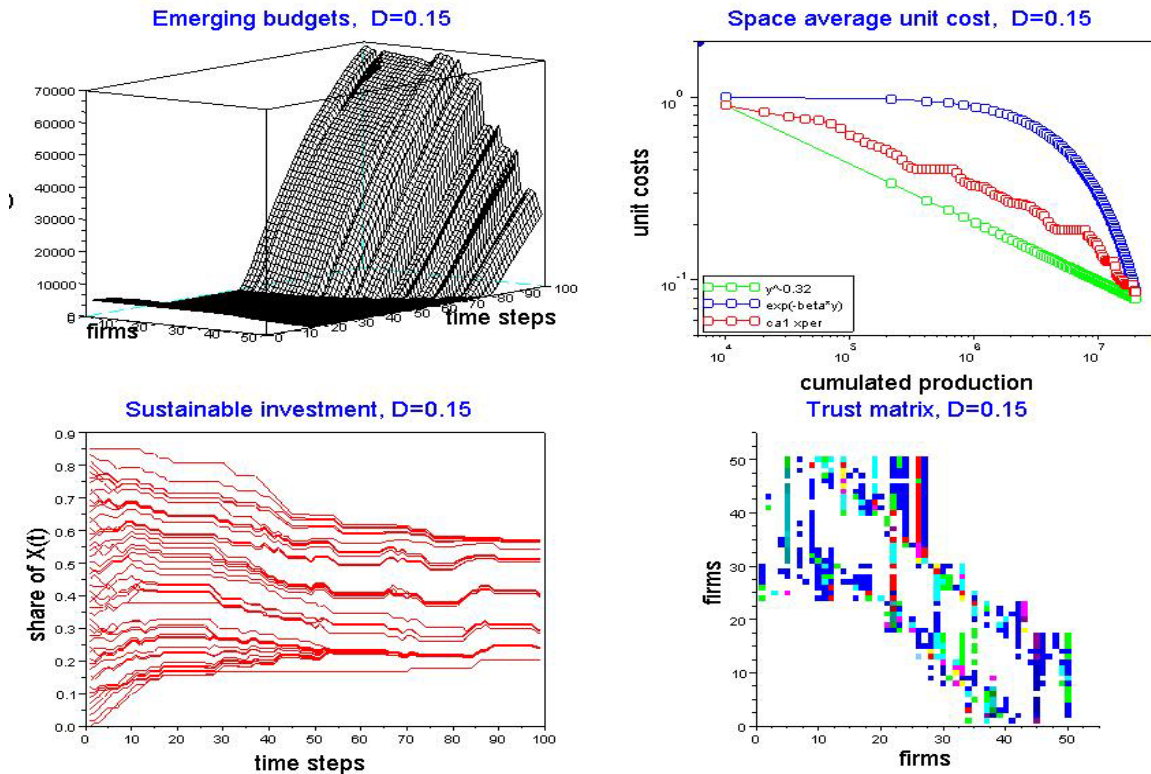 Emerging budgets, D=0.15
70000
60000
50000
40000
30000
20000
10000
0
10
20
30
40
50
firms
0
10
20
30
40
50
60
70
80
90
100
time steps
Space average unit cost, D=0.15
unit costs
10^0
10^-1
y^-0.32
exp(-beta*y)
ca1 xper
10^4
10^5
10^6
10^7
cumulated production
Sustainable investment, D=0.15
share of X(t)
0.9
0.8
0.7
0.6
0.5
0.4
0.3
0.2
0.1
0.0
0 10 20 30 40 50 60 70 80 90 100
time steps
Trust matrix, D=0.15
firms
50
40
30
20
10
0
0 10 20 30 40 50
firms